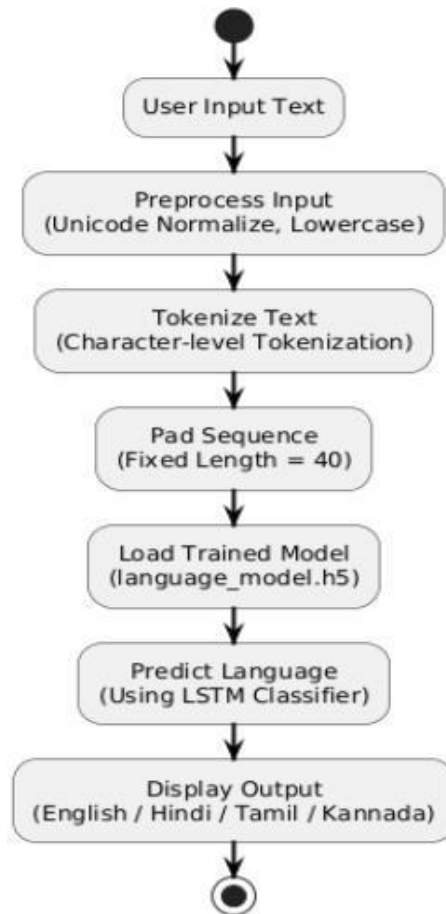 User Input Text
Preprocess Input
(Unicode Normalize, Lowercase)
Tokenize Text
(Character-level Tokenization)
Pad Sequence
(Fixed Length = 40)
Load Trained Model
(language_model.h5)
Predict Language
(Using LSTM Classifier)
Display Output
(English / Hindi / Tamil / Kannada)